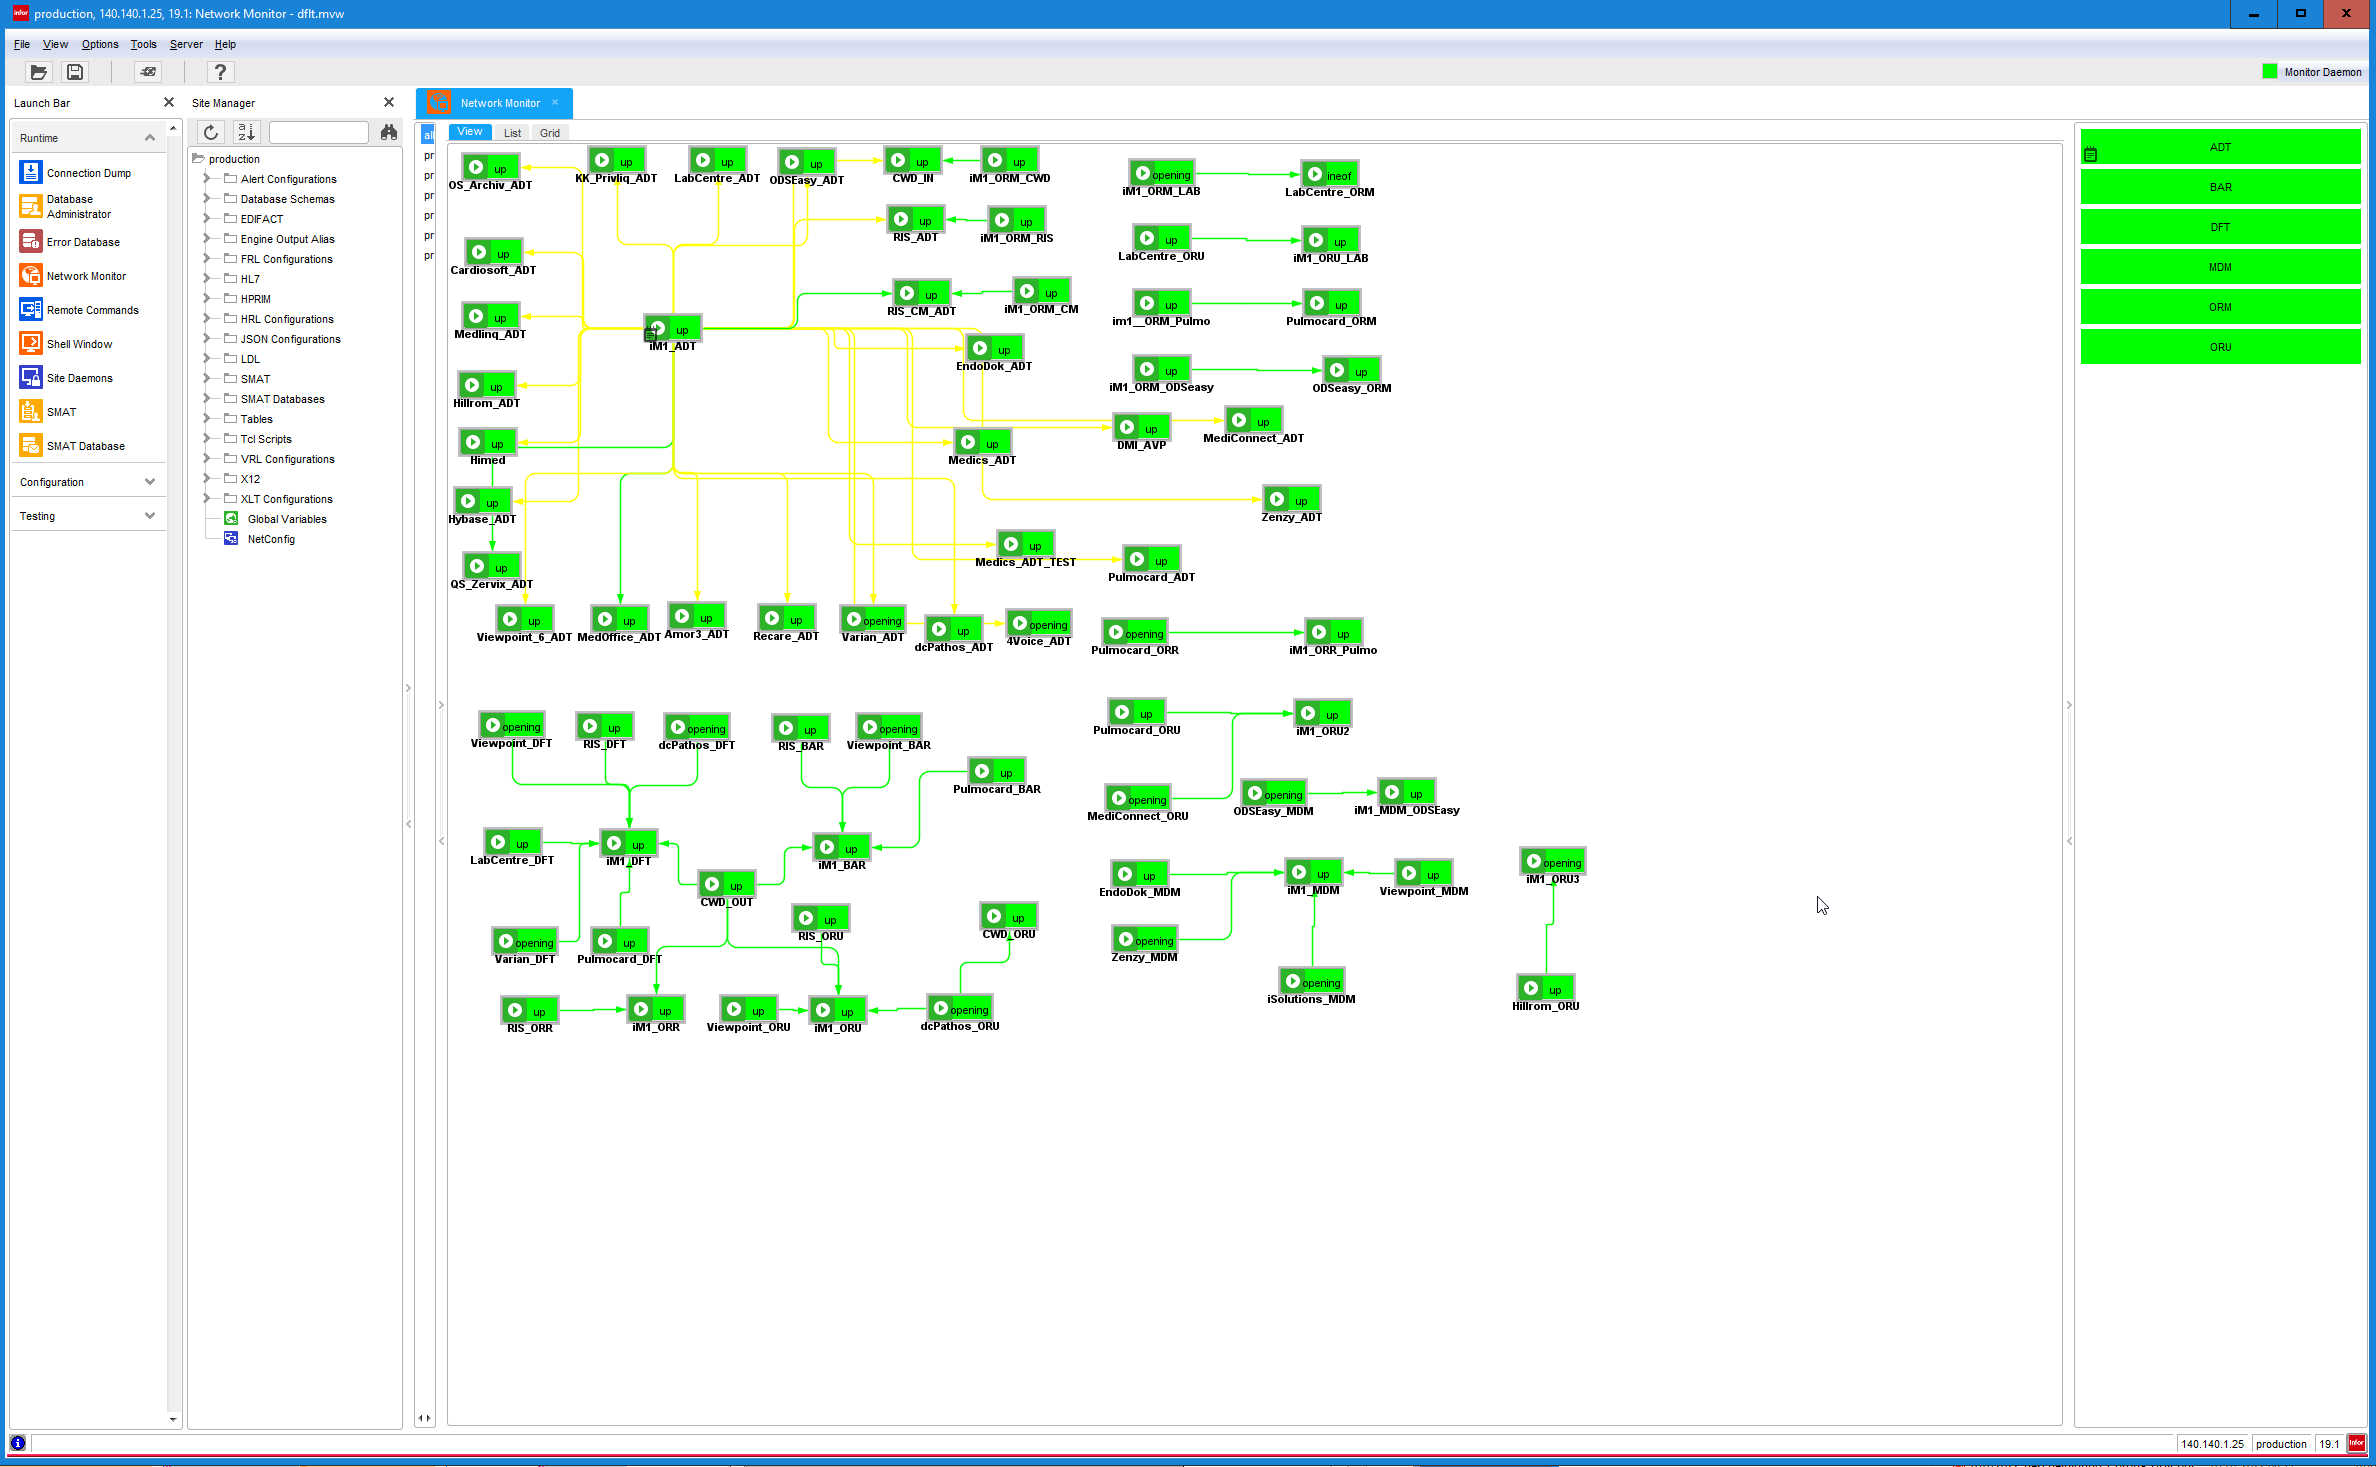 production, 140.140.1.25, 19.1: Network Monitor - dflt.mvw
File View Options Tools Server Help
Monitor Daemon
Launch Bar
Runtime
Connection Dump
Database
Administrator
Error Database
Network Monitor
Remote Commands
Shell Window
Site Daemons
SMAT
SMAT Database
Configuration
Testing
Site Manager
production
Alert Configurations
Database Schemas
EDIFACT
Engine Output Alias
FRL Configurations
HL7
HPRIM
HRL Configurations
JSON Configurations
LDL
SMAT
SMAT Databases
Tables
Tcl Scripts
VRL Configurations
X12
XLT Configurations
Global Variables
NetConfig
Network Monitor
all
pr
pr
pr
pr
pr
pr
View List Grid
up up up up up up opening ineof
OS_Archiv_ADT KK_Privliq_ADT LabCentre_ADT ODSEasy_ADT CWD_IN iM1_ORM_CWD iM1_ORM_LAB LabCentre_ORM
up up up up
RIS_ADT iM1_ORM_RIS LabCentre_ORU iM1_ORU_LAB
up
Cardiosoft_ADT
up up up up
RIS_CM_ADT iM1_ORM_CM im1__ORM_Pulmo Pulmocard_ORM
up up
Medlinq_ADT iM1_ADT
up up up
EndoDok_ADT iM1_ORM_ODSeasy ODSeasy_ORM
up
Hillrom_ADT
up up up up
Himed Medics_ADT DMI_AVP MediConnect_ADT
up up
Hybase_ADT Zenzy_ADT
up up up
QS_Zervix_ADT Medics_ADT_TEST Pulmocard_ADT
up up up up opening up opening opening up
Viewpoint_6_ADT MedOffice_ADT Amor3_ADT Recare_ADT Varian_ADT dcPathos_ADT 4Voice_ADT Pulmocard_ORR iM1_ORR_Pulmo
opening up opening up opening up up
Viewpoint_DFT RIS_DFT dcPathos_DFT RIS_BAR Viewpoint_BAR Pulmocard_ORU iM1_ORU2
up opening opening up
Pulmocard_BAR MediConnect_ORU ODSEasy_MDM iM1_MDM_ODSEasy
up up up
LabCentre_DFT iM1_DFT iM1_BAR
up up up up opening
CWD_OUT EndoDok_MDM iM1_MDM Viewpoint_MDM iM1_ORU3
up up
RIS_ORU CWD_ORU
opening up opening
Varian_DFT Pulmocard_DFT Zenzy_MDM
opening up
iSolutions_MDM Hillrom_ORU
up up up up opening
RIS_ORR iM1_ORR Viewpoint_ORU iM1_ORU dcPathos_ORU
ADT
BAR
DFT
MDM
ORM
ORU
140.140.1.25 production 19.1 infor